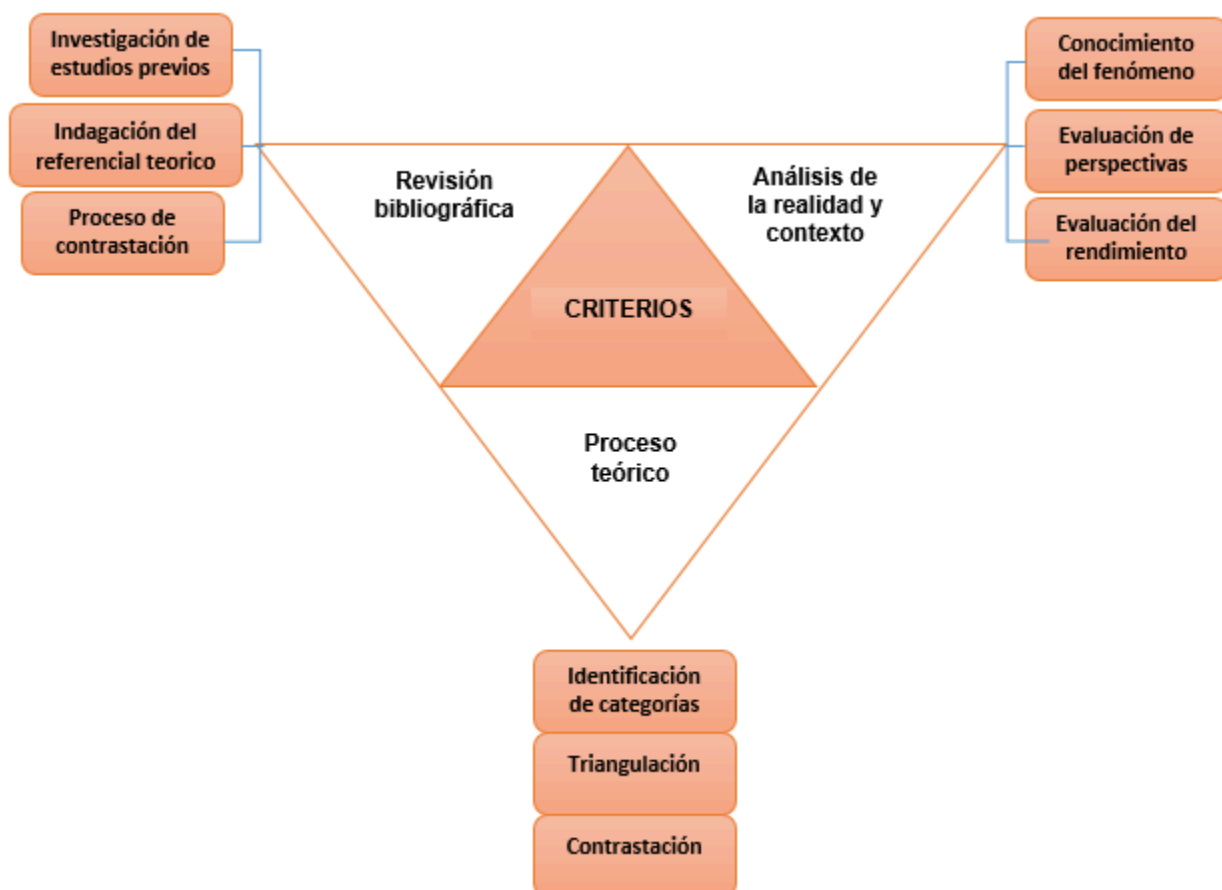 Investigación de
estudios previos
Indagación del
referencial teorico
Proceso de
contrastación
Revisión
bibliográfica
CRITERIOS
Análisis de
la realidad y
contexto
Conocimiento
del fenómeno
Evaluación de
perspectivas
Evaluación del
rendimiento
Proceso
teórico
Identificación
de categorías
Triangulación
Contrastación